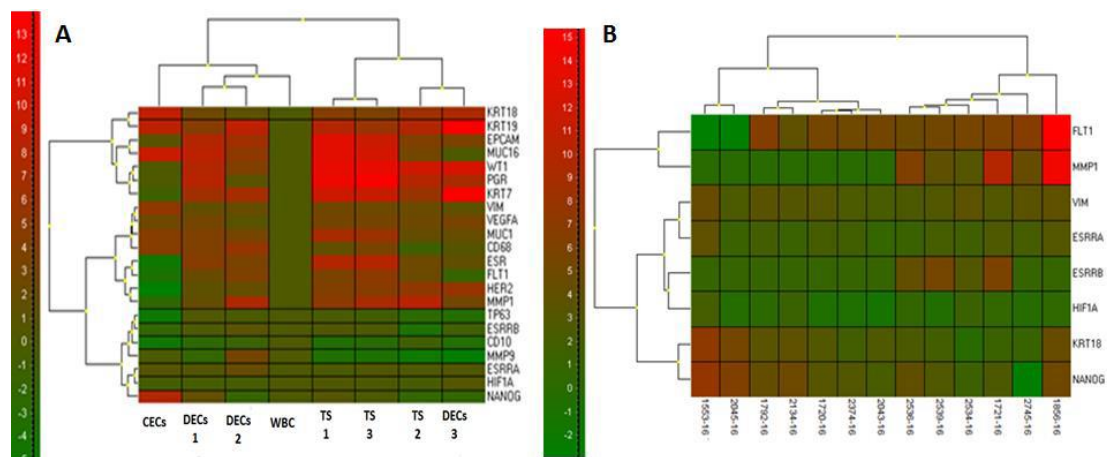 A
13
12
11
10
9
8
7
6
5
4
3
2
1
0
-1
-2
-3
-4
-5
KRT18
KRT19
EPCAM
MUC16
WT1
PGR
KRT7
VIM
VEGFA
MUC1
CD68
ESR
FLT1
HER2
MMP1
TP63
ESRRB
CD10
MMP9
ESRRA
HIF1A
NANOG
CECs
DECs 1
DECs 2
WBC
TS 1
TS 3
TS 2
DECs 3
B
15
14
13
12
11
10
9
8
7
6
5
4
3
2
1
0
-1
-2
FLT1
MMP1
VIM
ESRRA
ESRRB
HIF1A
KRT18
NANOG
1553-16
2045-16
1792-16
2134-16
1720-16
2374-16
2043-16
2536-16
2539-16
2534-16
1721-16
2745-16
1856-16